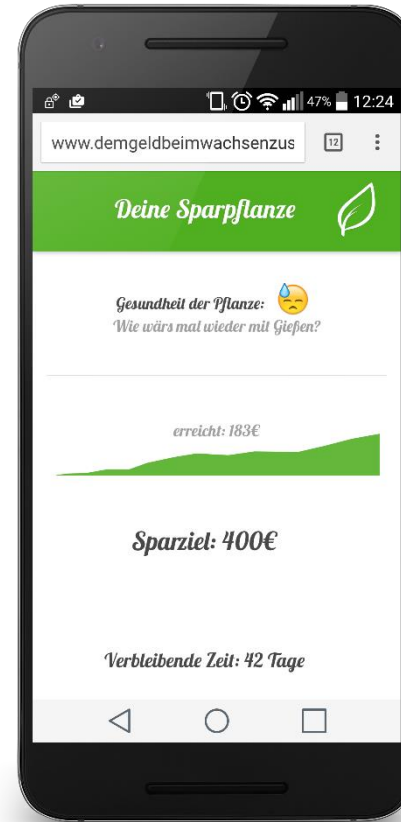 47% 12:24
www.demgeldbeimwachsenzus 12
Deine Sparpflanze
Gesundheit der Pflanze:
Wie wärs mal wieder mit Gießen?
erreicht: 183€
Sparziel: 400€
Verbleibende Zeit: 42 Tage